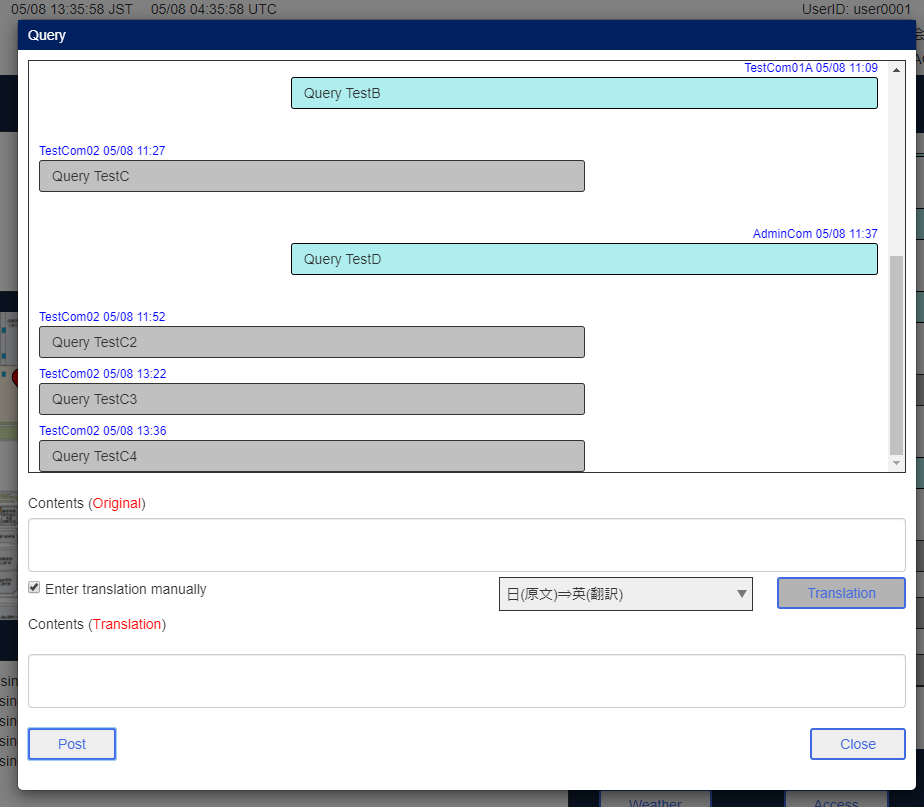 05/08 13:35:58 JST 05/08 04:35:58 UTC UserID: user0001
Query
TestCom01A 05/08 11:09
Query TestB
TestCom02 05/08 11:27
Query TestC
AdminCom 05/08 11:37
Query TestD
TestCom02 05/08 11:52
Query TestC2
TestCom02 05/08 13:22
Query TestC3
TestCom02 05/08 13:36
Query TestC4
Contents (Original)
Enter translation manually
日(原文)⇒英(翻訳)
Translation
Contents (Translation)
Post
Close
Weather
Access